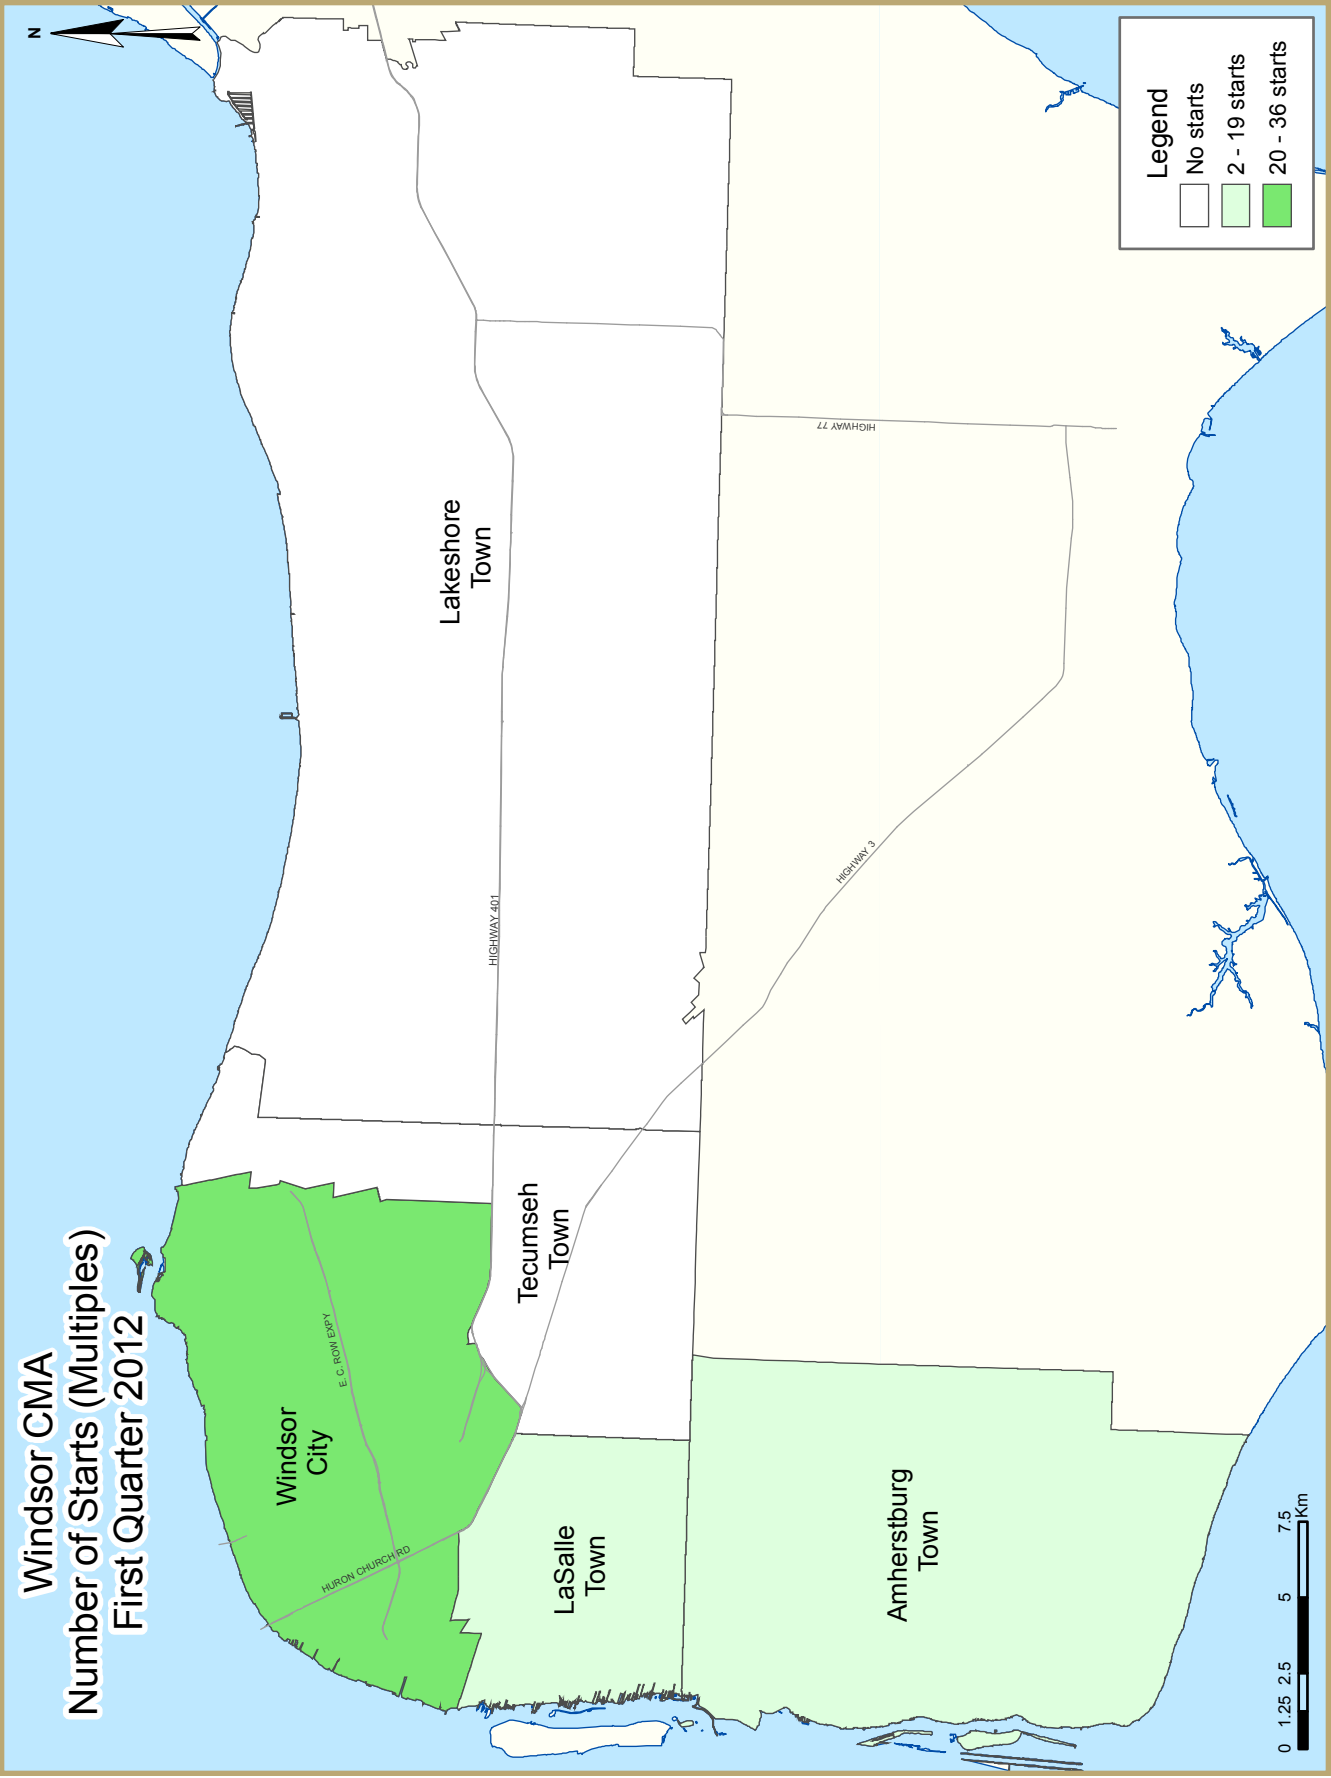 Windsor CMA
Number of Starts (Multiples)
First Quarter 2012
N
Windsor
City
E. C. ROW EXPY
HURON CHURCH RD
LaSalle
Town
Tecumseh
Town
Lakeshore
Town
HIGHWAY 401
HIGHWAY 3
HIGHWAY 77
Amherstburg
Town
0 1.25 2.5 5 7.5
Km
Legend
No starts
2 - 19 starts
20 - 36 starts